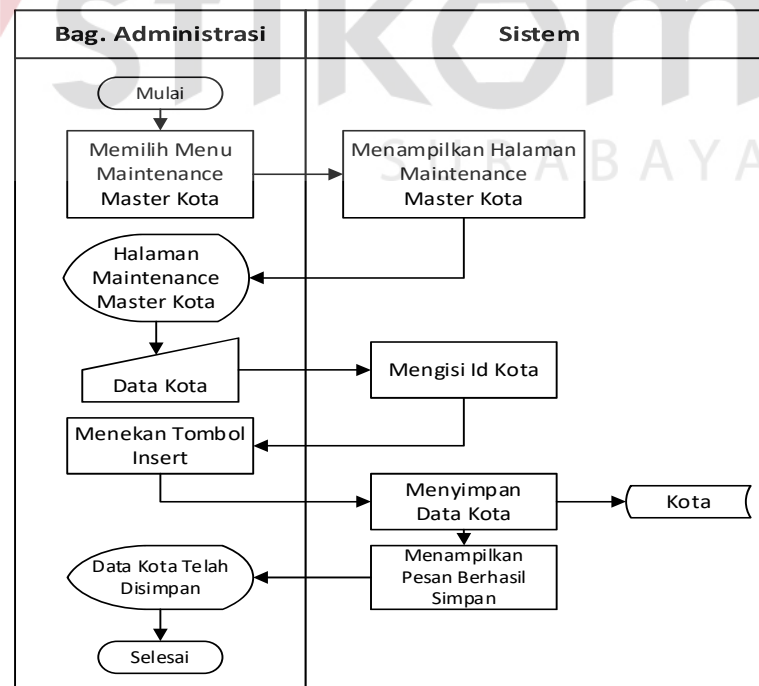 STIKOM
SURABAYA
Bag. Administrasi
Sistem
Mulai
Memilih Menu
Maintenance
Master Kota
Menampilkan Halaman
Maintenance
Master Kota
Halaman
Maintenance
Master Kota
Data Kota
Mengisi Id Kota
Menekan Tombol
Insert
Menyimpan
Data Kota
Kota
Menampilkan
Pesan Berhasil
Simpan
Data Kota Telah
Disimpan
Selesai